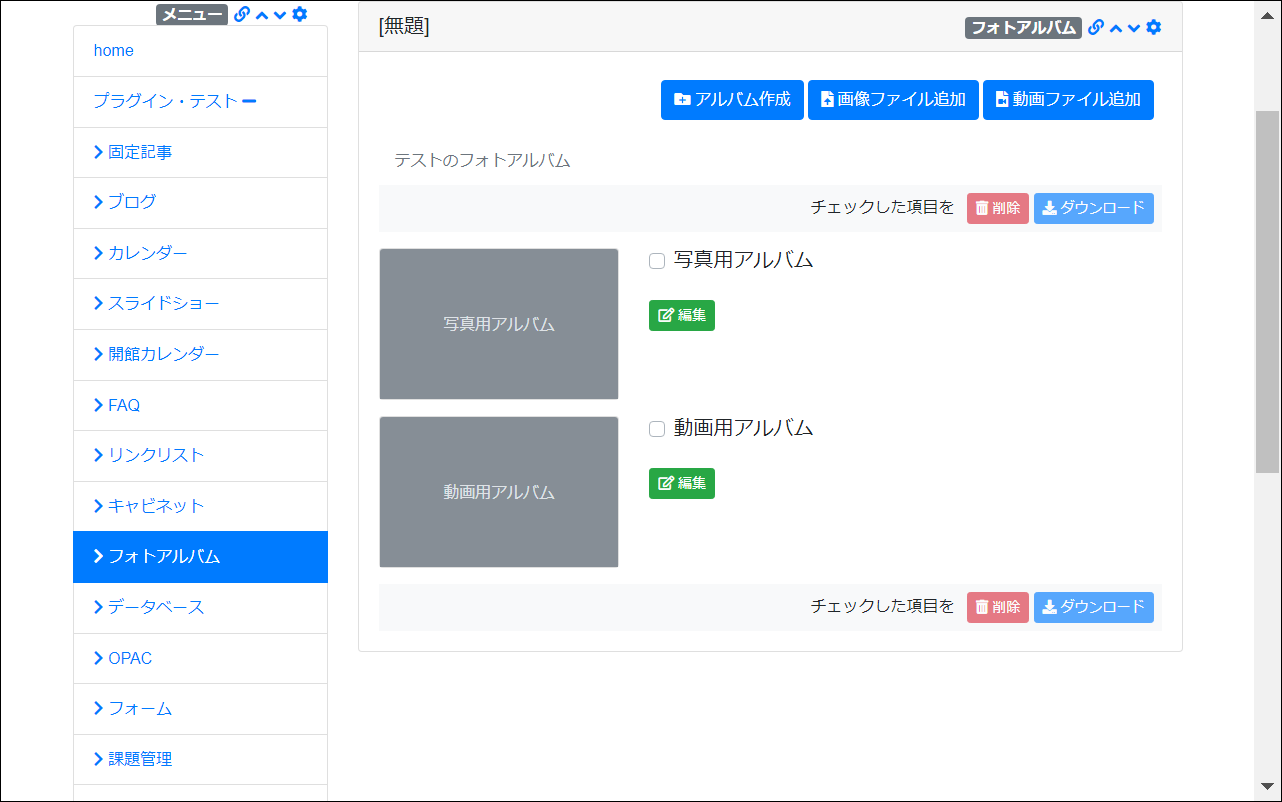 メニュー
home
プラグイン・テスト
固定記事
ブログ
カレンダー
スライドショー
開館カレンダー
FAQ
リンクリスト
キャビネット
フォトアルバム
データベース
OPAC
フォーム
課題管理
[無題]
フォトアルバム
アルバム作成 画像ファイル追加 動画ファイル追加
テストのフォトアルバム
チェックした項目を 削除 ダウンロード
写真用アルバム
写真用アルバム
編集
動画用アルバム
動画用アルバム
編集
チェックした項目を 削除 ダウンロード